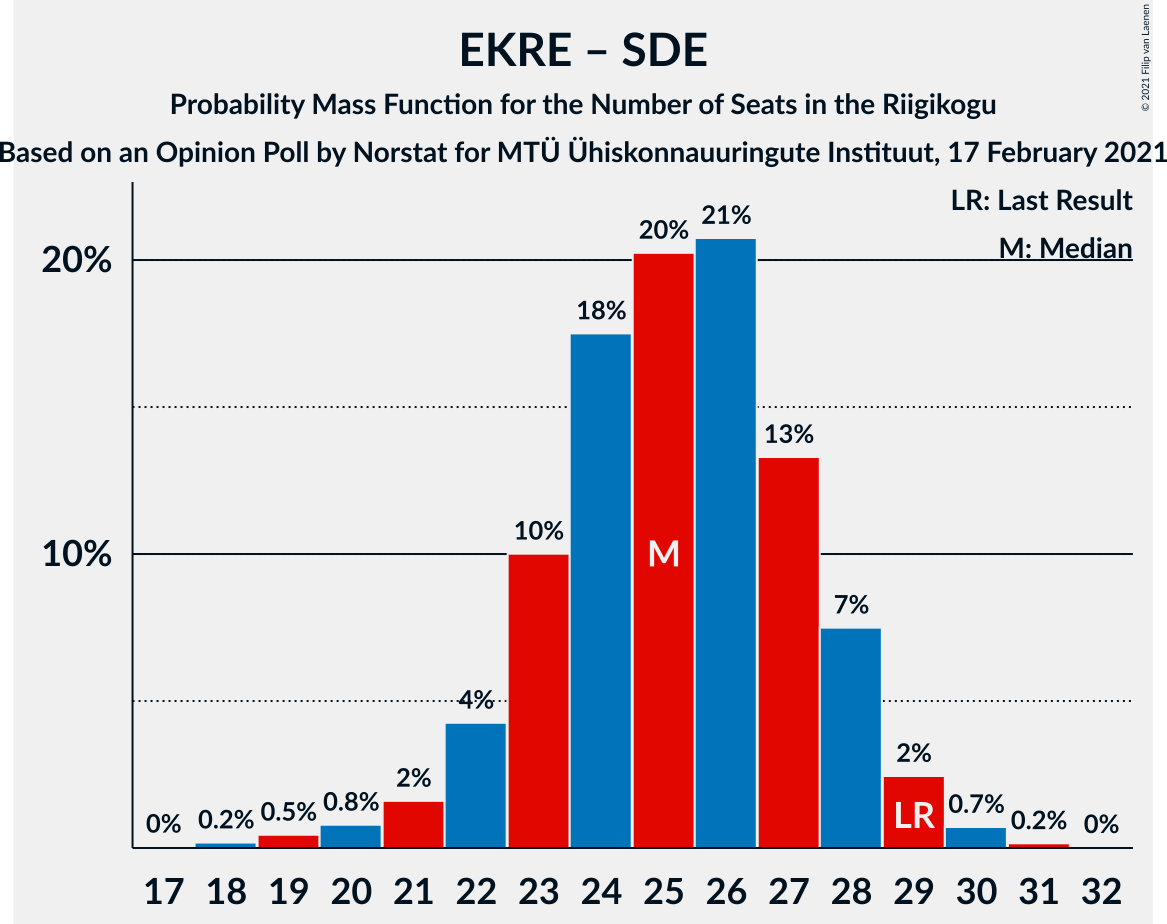 EKRE – SDE
Probability Mass Function for the Number of Seats in the Riigikogu
Based on an Opinion Poll by Norstat for MTÜ Ühiskonnauuringute Instituut, 17 February 2021
© 2021 Filip van Laenen
LR: Last Result
M: Median
20%
10%
0%
0.2%
0.5%
0.8%
2%
4%
10%
18%
20%
21%
13%
7%
2%
0.7%
0.2%
0%
M
LR
17 18 19 20 21 22 23 24 25 26 27 28 29 30 31 32